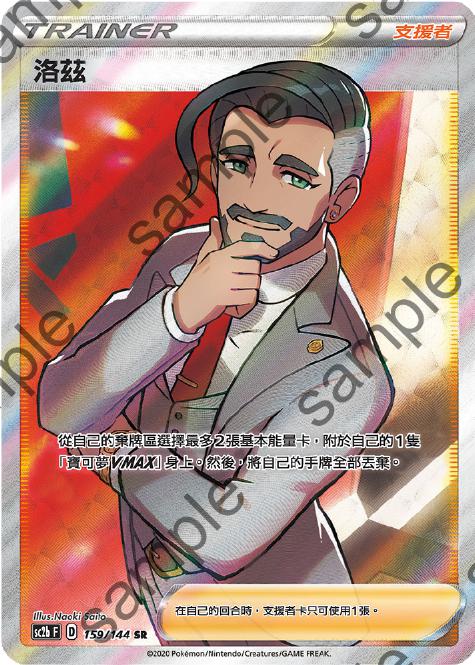 TRAINER
支援者
洛茲
sample
sample
sample
sample
sample
sample
sample
sample
從自己的棄牌區選擇最多2張基本能量卡，附於自己的1隻
「寶可夢VMAX」身上。然後，將自己的手牌全部丟棄。
Illus.Naoki Saito
sc2b F D 159/144 SR
在自己的回合時，支援者卡只可使用1張。
©2020 Pokémon/Nintendo/Creatures/GAME FREAK.